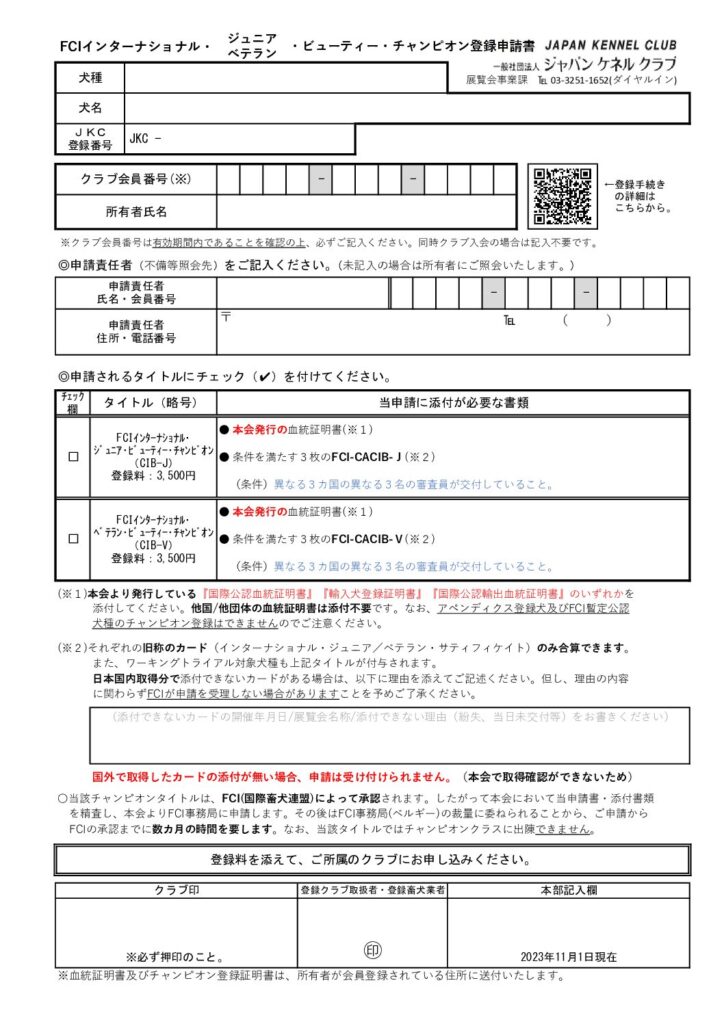 FCIインターナショナル・ ジュニア ベテラン ・ビューティー・チャンピオン登録申請書 JAPAN KENNEL CLUB
一般社団法人 ジャパン ケネル クラブ
展覧会事業課 ℡ 03-3251-1652(ダイヤルイン)
犬種
犬名
ＪＫＣ
登録番号
JKC －
クラブ会員番号(※) － －
所有者氏名
←登録手続き
の詳細は
こちらから。
※クラブ会員番号は有効期間内であることを確認の上、必ずご記入ください。同時クラブ入会の場合は記入不要です。
◎申請責任者（不備等照会先）をご記入ください。（未記入の場合は所有者にご照会いたします。）
申請責任者
氏名・会員番号
－ －
申請責任者
住所・電話番号
〒 ℡ （ ）
◎申請されるタイトルにチェック（✔）を付けてください。
ﾁｪｯｸ
欄
タイトル（略号）
当申請に添付が必要な書類
□
FCIｲﾝﾀｰﾅｼｮﾅﾙ･
ｼﾞｭﾆｱ･ﾋﾞｭｰﾃｨｰ･ﾁｬﾝﾋﾟｵﾝ
（CIB-J）
登録料：3,500円
● 本会発行の血統証明書(※１)
● 条件を満たす３枚のFCI-CACIB-J (※２)
（条件）異なる３カ国の異なる３名の審査員が交付していること。
□
FCIｲﾝﾀｰﾅｼｮﾅﾙ･
ﾍﾞﾃﾗﾝ･ﾋﾞｭｰﾃｨｰ･ﾁｬﾝﾋﾟｵﾝ
（CIB-V）
登録料：3,500円
● 本会発行の血統証明書(※１)
● 条件を満たす３枚のFCI-CACIB-V (※２)
（条件）異なる３カ国の異なる３名の審査員が交付していること。
(※１)本会より発行している『国際公認血統証明書』『輸入犬登録証明書』『国際公認輸出血統証明書』のいずれかを
添付してください。他国/他団体の血統証明書は添付不要です。なお、アペンディクス登録犬及びFCI暫定公認
犬種のチャンピオン登録はできませんのでご注意ください。
(※２)それぞれの旧称のカード（インターナショナル・ジュニア／ベテラン・サティフィケイト）のみ合算できます。
また、ワーキングトライアル対象犬種も上記タイトルが付与されます。
日本国内取得分で添付できないカードがある場合は、以下に理由を添えてご記述ください。但し、理由の内容
に関わらずFCIが申請を受理しない場合がありますことを予めご了承ください。
（添付できないカードの開催年月日/展覧会名称/添付できない理由（紛失、当日未交付等）をお書きください）
国外で取得したカードの添付が無い場合、申請は受け付けられません。（本会で取得確認ができないため）
〇当該チャンピオンタイトルは、FCI(国際畜犬連盟)によって承認されます。したがって本会において当申請書・添付書類
を精査し、本会よりFCI事務局に申請します。その後はFCI事務局(ベルギー)の裁量に委ねられることから、ご申請から
FCIの承認までに数カ月の時間を要します。なお、当該タイトルではチャンピオンクラスに出陳できません。
登録料を添えて、ご所属のクラブにお申し込みください。
クラブ印
登録クラブ取扱者・登録畜犬業者
本部記入欄
※必ず押印のこと。
㊞
2023年11月1日現在
※血統証明書及びチャンピオン登録証明書は、所有者が会員登録されている住所に送付いたします。